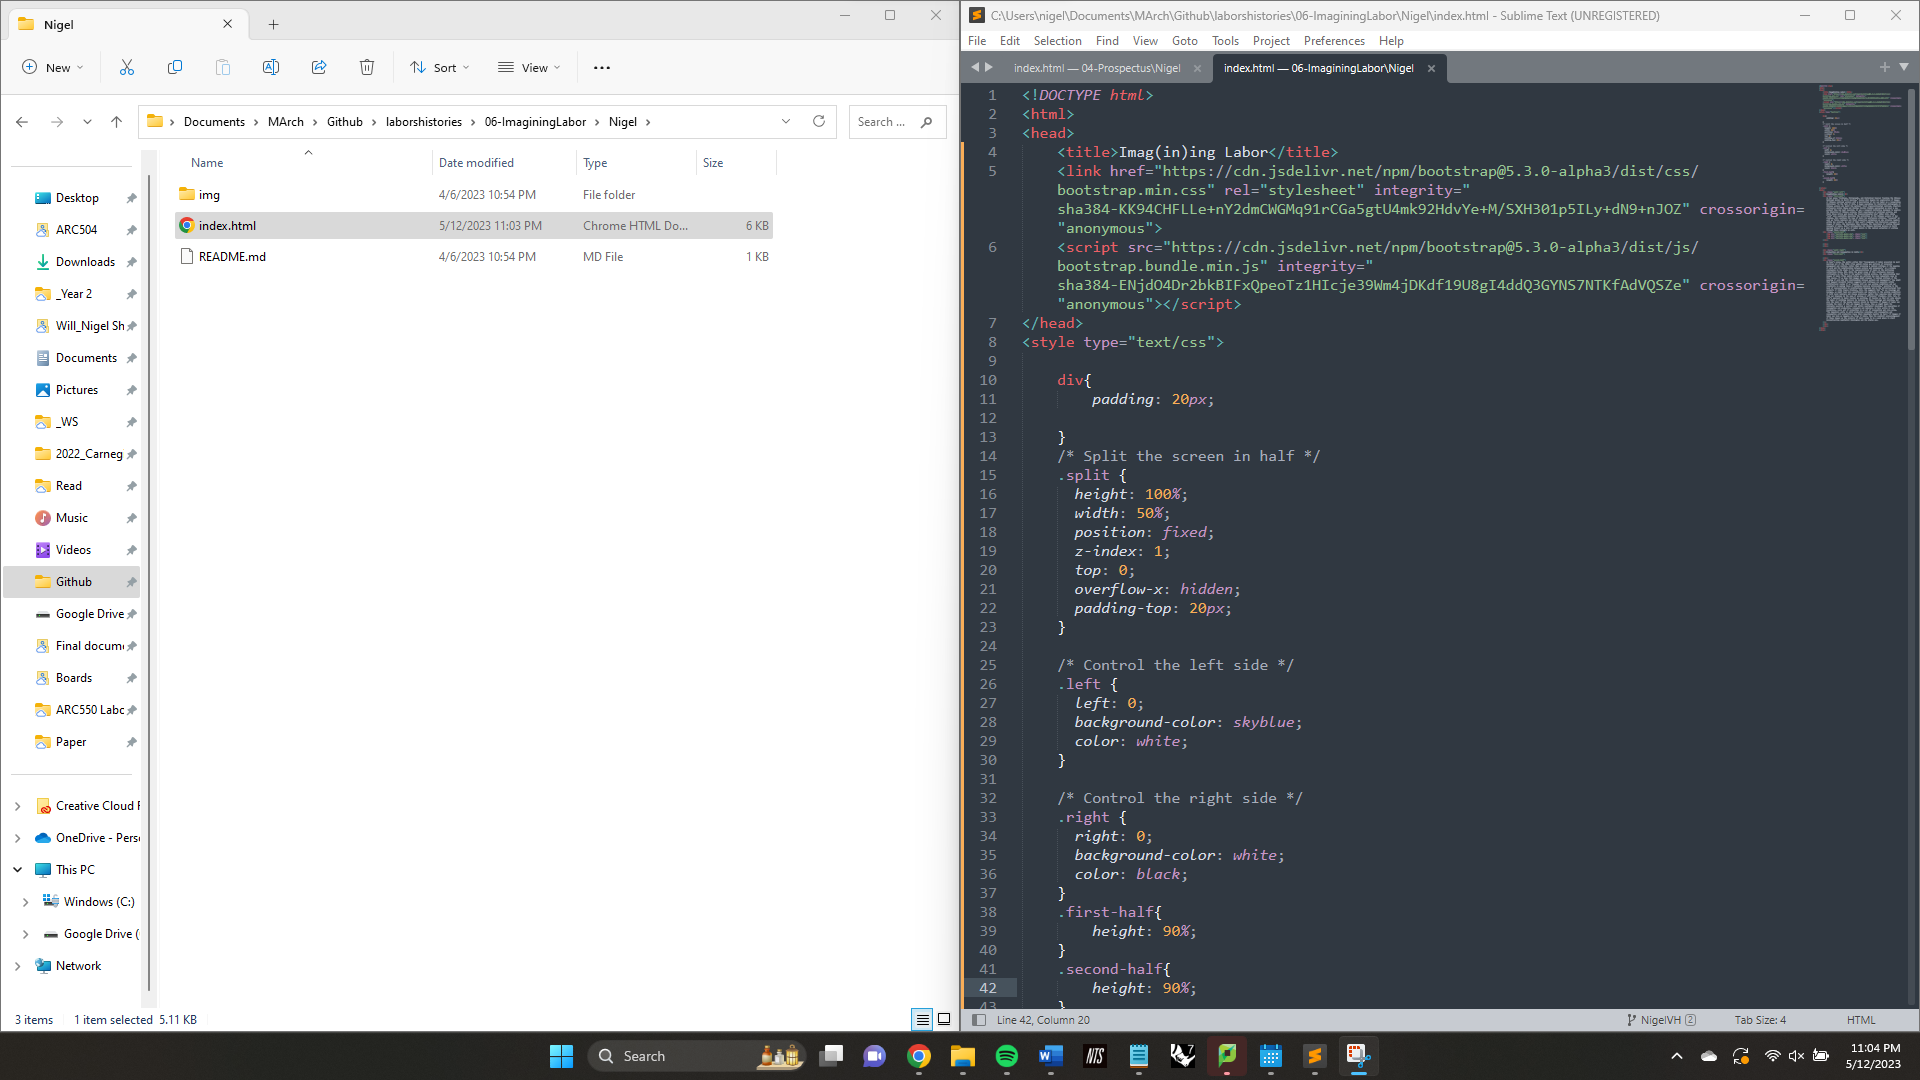 Nigel
New
Sort
View
Documents
MArch
Github
laborshistories
06-ImaginingLabor
Nigel
Search ...
Name
Date modified
Type
Size
img
4/6/2023 10:54 PM
File folder
index.html
5/12/2023 11:03 PM
Chrome HTML Do...
6 KB
README.md
4/6/2023 10:54 PM
MD File
1 KB
Desktop
ARC504
Downloads
_Year 2
Will_Nigel Sh
Documents
Pictures
_WS
2022_Carneg
Read
Music
Videos
Github
Google Drive
Final docum
Boards
ARC550 Labo
Paper
Creative Cloud F
OneDrive - Perso
This PC
Windows (C:)
Google Drive (
Network
3 items
1 item selected 5.11 KB
C:\Users\nigel\Documents\MArch\Github\laborshistories\06-ImaginingLabor\Nigel\index.html - Sublime Text (UNREGISTERED)
File Edit Selection Find View Goto Tools Project Preferences Help
index.html — 04-Prospectus\Nigel
index.html — 06-ImaginingLabor\Nigel
1 <!DOCTYPE html>
2 <html>
3 <head>
4 <title>Imag(in)ing Labor</title>
5 <link href="https://cdn.jsdelivr.net/npm/bootstrap@5.3.0-alpha3/dist/css/
bootstrap.min.css" rel="stylesheet" integrity="
sha384-KK94CHFLLe+nY2dmCWGMq91rCGa5gtU4mk92HdvYe+M/SXH301p5ILy+dN9+nJOZ" crossorigin=
"anonymous">
6 <script src="https://cdn.jsdelivr.net/npm/bootstrap@5.3.0-alpha3/dist/js/
bootstrap.bundle.min.js" integrity="
sha384-ENjdO4Dr2bkBIFxQpeoTz1HIcje39Wm4jDKdf19U8gI4ddQ3GYNS7NTKfAdVQSZe" crossorigin=
"anonymous"></script>
7 </head>
8 <style type="text/css">
9
10 div{
11 padding: 20px;
12
13 }
14 /* Split the screen in half */
15 .split {
16 height: 100%;
17 width: 50%;
18 position: fixed;
19 z-index: 1;
20 top: 0;
21 overflow-x: hidden;
22 padding-top: 20px;
23 }
24
25 /* Control the left side */
26 .left {
27 left: 0;
28 background-color: skyblue;
29 color: white;
30 }
31
32 /* Control the right side */
33 .right {
34 right: 0;
35 background-color: white;
36 color: black;
37 }
38 .first-half{
39 height: 90%;
40 }
41 .second-half{
42 height: 90%;
43 }
Line 42, Column 20
NigelVH 2
Tab Size: 4
HTML
Search
NTS
11:04 PM
5/12/2023